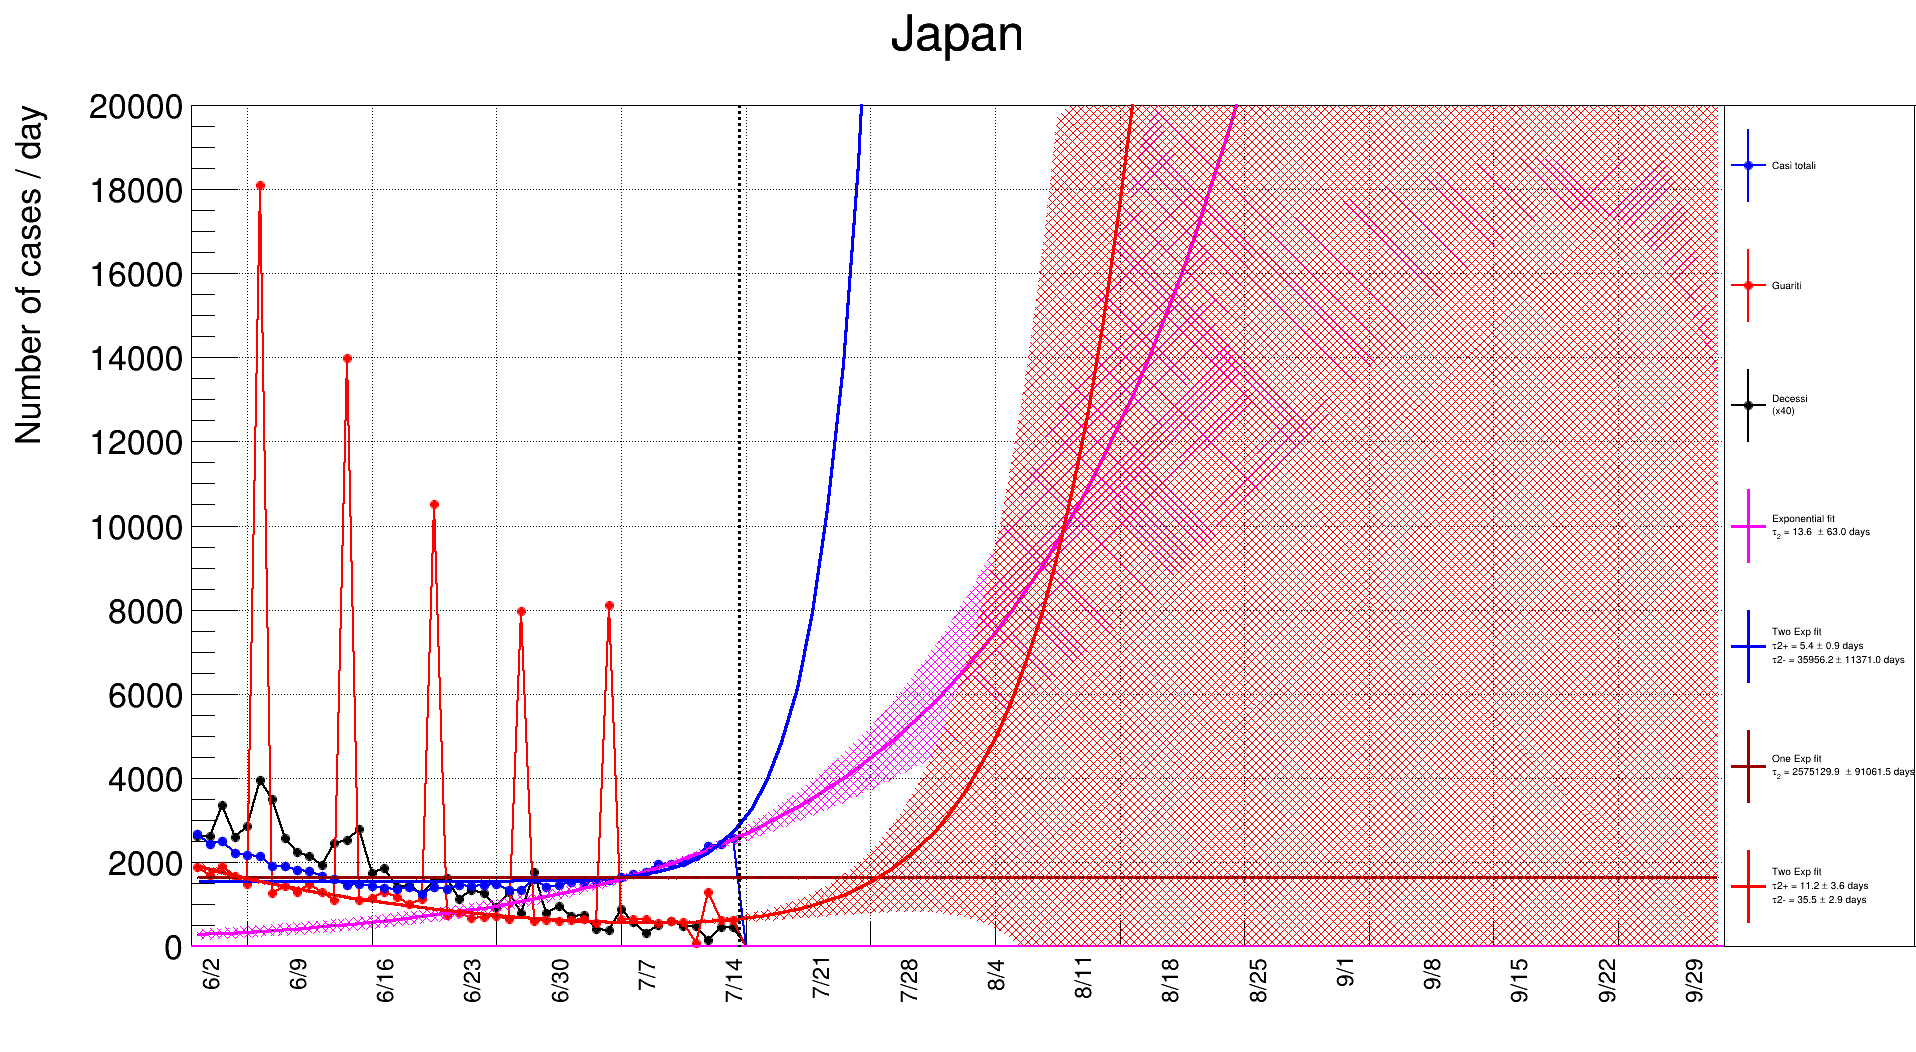 Japan
Number of cases / day
20000
18000
16000
14000
12000
10000
8000
6000
4000
2000
0
6/2
6/9
6/16
6/23
6/30
7/7
7/14
7/21
7/28
8/4
8/11
8/18
8/25
9/1
9/8
9/15
9/22
9/29
Casi totali
Guariti
Decessi
(x40)
Exponential fit
τ₂ = 13.6 ± 63.0 days
Two Exp fit
τ2+ = 5.4 ± 0.9 days
τ2- = 35956.2 ± 11371.0 days
One Exp fit
τ₂ = 2575129.9 ± 91061.5 days
Two Exp fit
τ2+ = 11.2 ± 3.6 days
τ2- = 35.5 ± 2.9 days